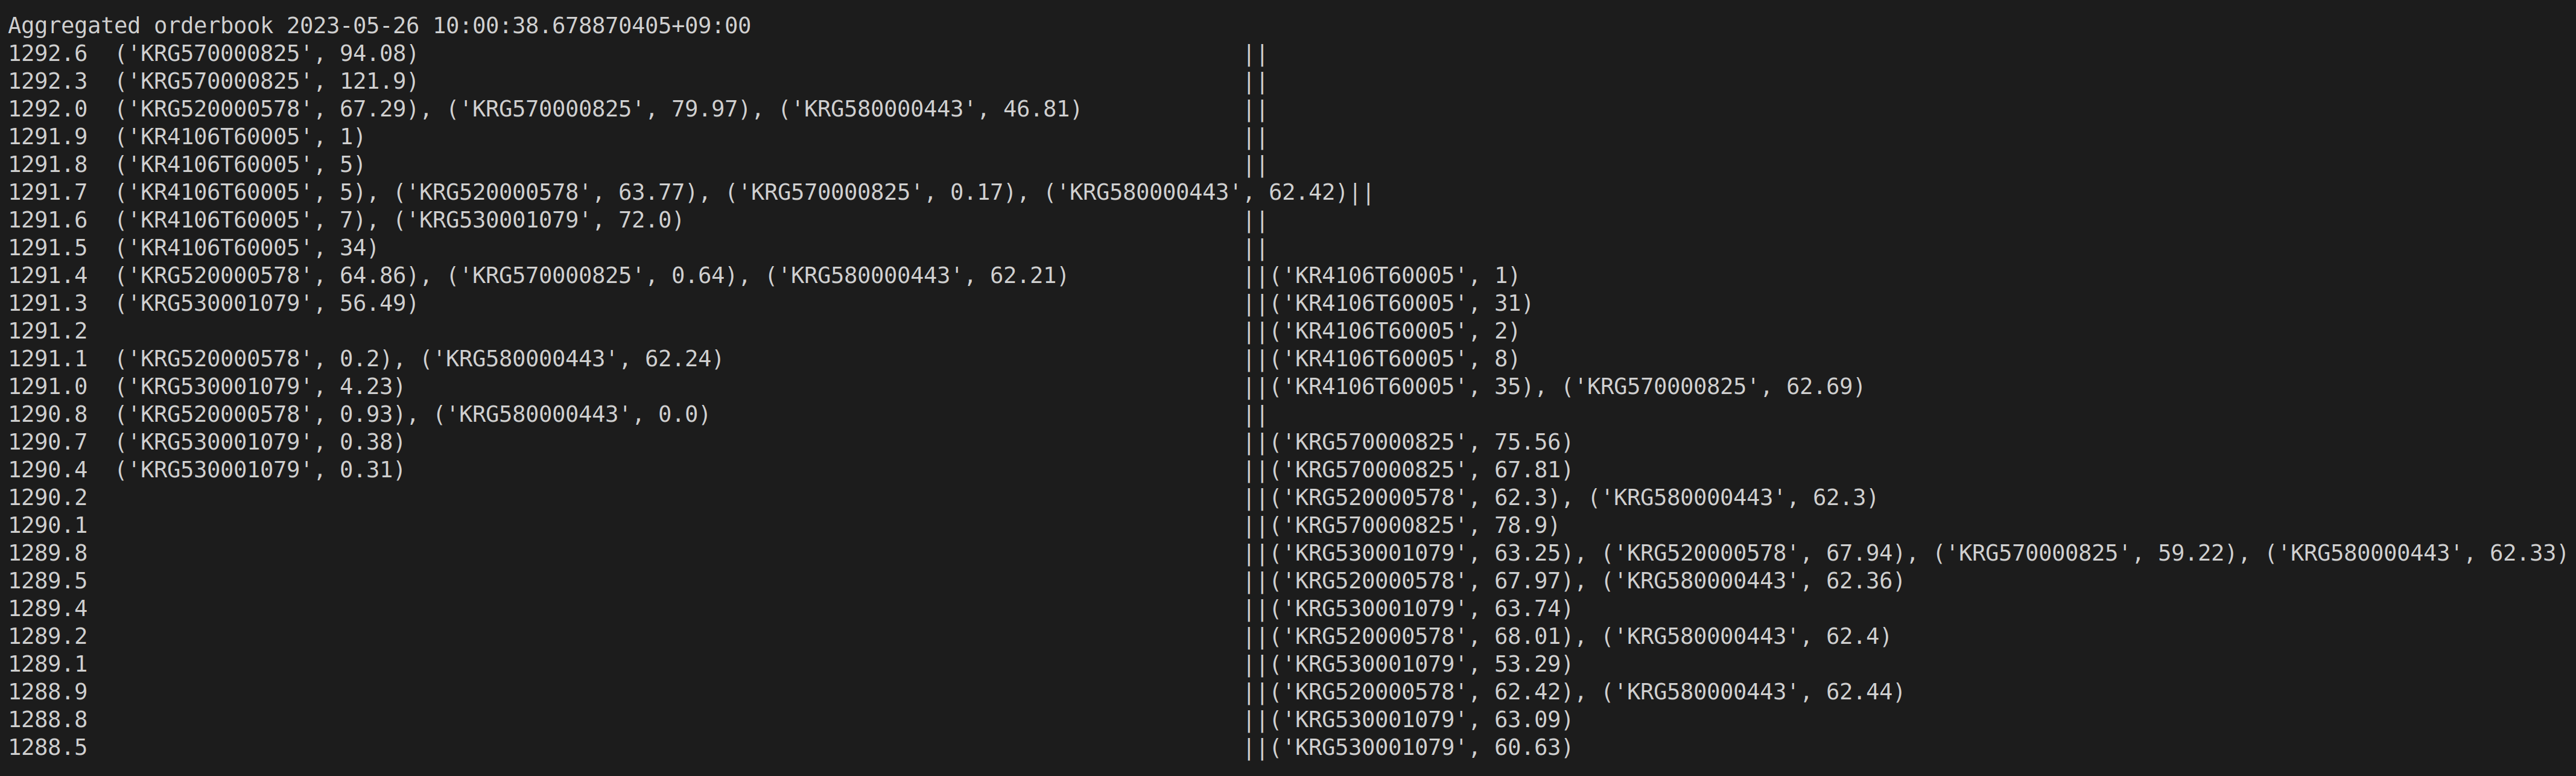 Aggregated orderbook 2023-05-26 10:00:38.678870405+09:00
1292.6  ('KRG570000825', 94.08)                                                              ||
1292.3  ('KRG570000825', 121.9)                                                              ||
1292.0  ('KRG520000578', 67.29), ('KRG570000825', 79.97), ('KRG580000443', 46.81)            ||
1291.9  ('KR4106T60005', 1)                                                                  ||
1291.8  ('KR4106T60005', 5)                                                                  ||
1291.7  ('KR4106T60005', 5), ('KRG520000578', 63.77), ('KRG570000825', 0.17), ('KRG580000443', 62.42)||
1291.6  ('KR4106T60005', 7), ('KRG530001079', 72.0)                                          ||
1291.5  ('KR4106T60005', 34)                                                                 ||
1291.4  ('KRG520000578', 64.86), ('KRG570000825', 0.64), ('KRG580000443', 62.21)             ||('KR4106T60005', 1)
1291.3  ('KRG530001079', 56.49)                                                              ||('KR4106T60005', 31)
1291.2                                                                                       ||('KR4106T60005', 2)
1291.1  ('KRG520000578', 0.2), ('KRG580000443', 62.24)                                       ||('KR4106T60005', 8)
1291.0  ('KRG530001079', 4.23)                                                               ||('KR4106T60005', 35), ('KRG570000825', 62.69)
1290.8  ('KRG520000578', 0.93), ('KRG580000443', 0.0)                                        ||
1290.7  ('KRG530001079', 0.38)                                                               ||('KRG570000825', 75.56)
1290.4  ('KRG530001079', 0.31)                                                               ||('KRG570000825', 67.81)
1290.2                                                                                       ||('KRG520000578', 62.3), ('KRG580000443', 62.3)
1290.1                                                                                       ||('KRG570000825', 78.9)
1289.8                                                                                       ||('KRG530001079', 63.25), ('KRG520000578', 67.94), ('KRG570000825', 59.22), ('KRG580000443', 62.33)
1289.5                                                                                       ||('KRG520000578', 67.97), ('KRG580000443', 62.36)
1289.4                                                                                       ||('KRG530001079', 63.74)
1289.2                                                                                       ||('KRG520000578', 68.01), ('KRG580000443', 62.4)
1289.1                                                                                       ||('KRG530001079', 53.29)
1288.9                                                                                       ||('KRG520000578', 62.42), ('KRG580000443', 62.44)
1288.8                                                                                       ||('KRG530001079', 63.09)
1288.5                                                                                       ||('KRG530001079', 60.63)